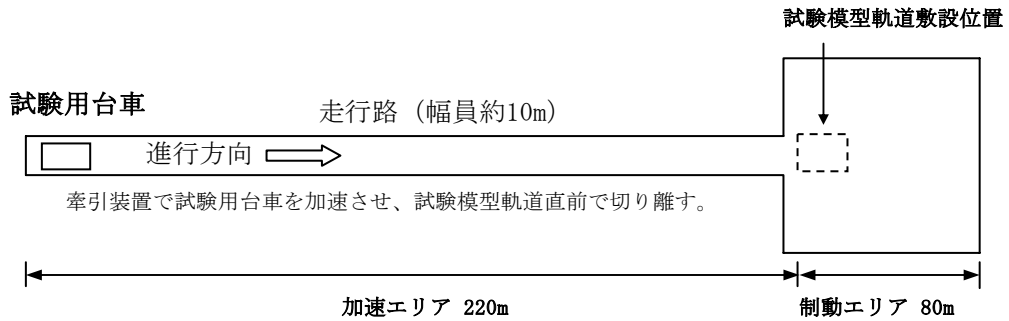 試験模型軌道敷設位置
試験用台車
走行路 (幅員約10m)
進行方向
牽引装置で試験用台車を加速させ、試験模型軌道直前で切り離す。
加速エリア 220m
制動エリア 80m